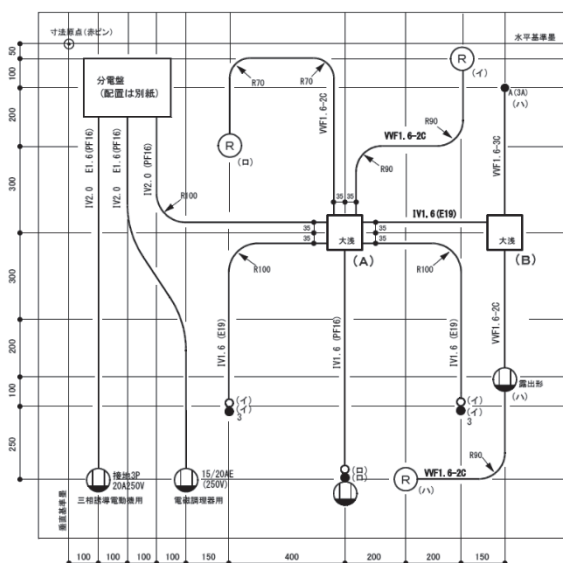 寸法原点(赤ピン)
水平基準墨
分電盤
(配置は別紙)
R70
R70
VVF1.6-2C
R
(イ)
A(3A)
(ハ)
R
(ロ)
VVF1.6-2C
R90
R90
VVF1.6-3C
IV2.0 E1.6(PF16)
IV2.0 E1.6(PF16)
IV2.0 (PF16)
R100
35 35
IV1.6(E19)
35
35
大浅
35
35
大浅
(A)
(B)
R100
R100
IV1.6 (E19)
IV1.6(PF16)
IV1.6 (E19)
VVF1.6-2C
露出形
(ハ)
(イ)
(イ)
3
(イ)
(イ)
3
R90
(ロ)
(ロ)
R
VVF1.6-2C
(ハ)
接地3P
20A250V
三相誘導電動機用
15/20AE
(250V)
電磁調理器用
垂直基準墨
50
100
200
300
300
200
100
250
100 100 100 100 150 400 200 200 150